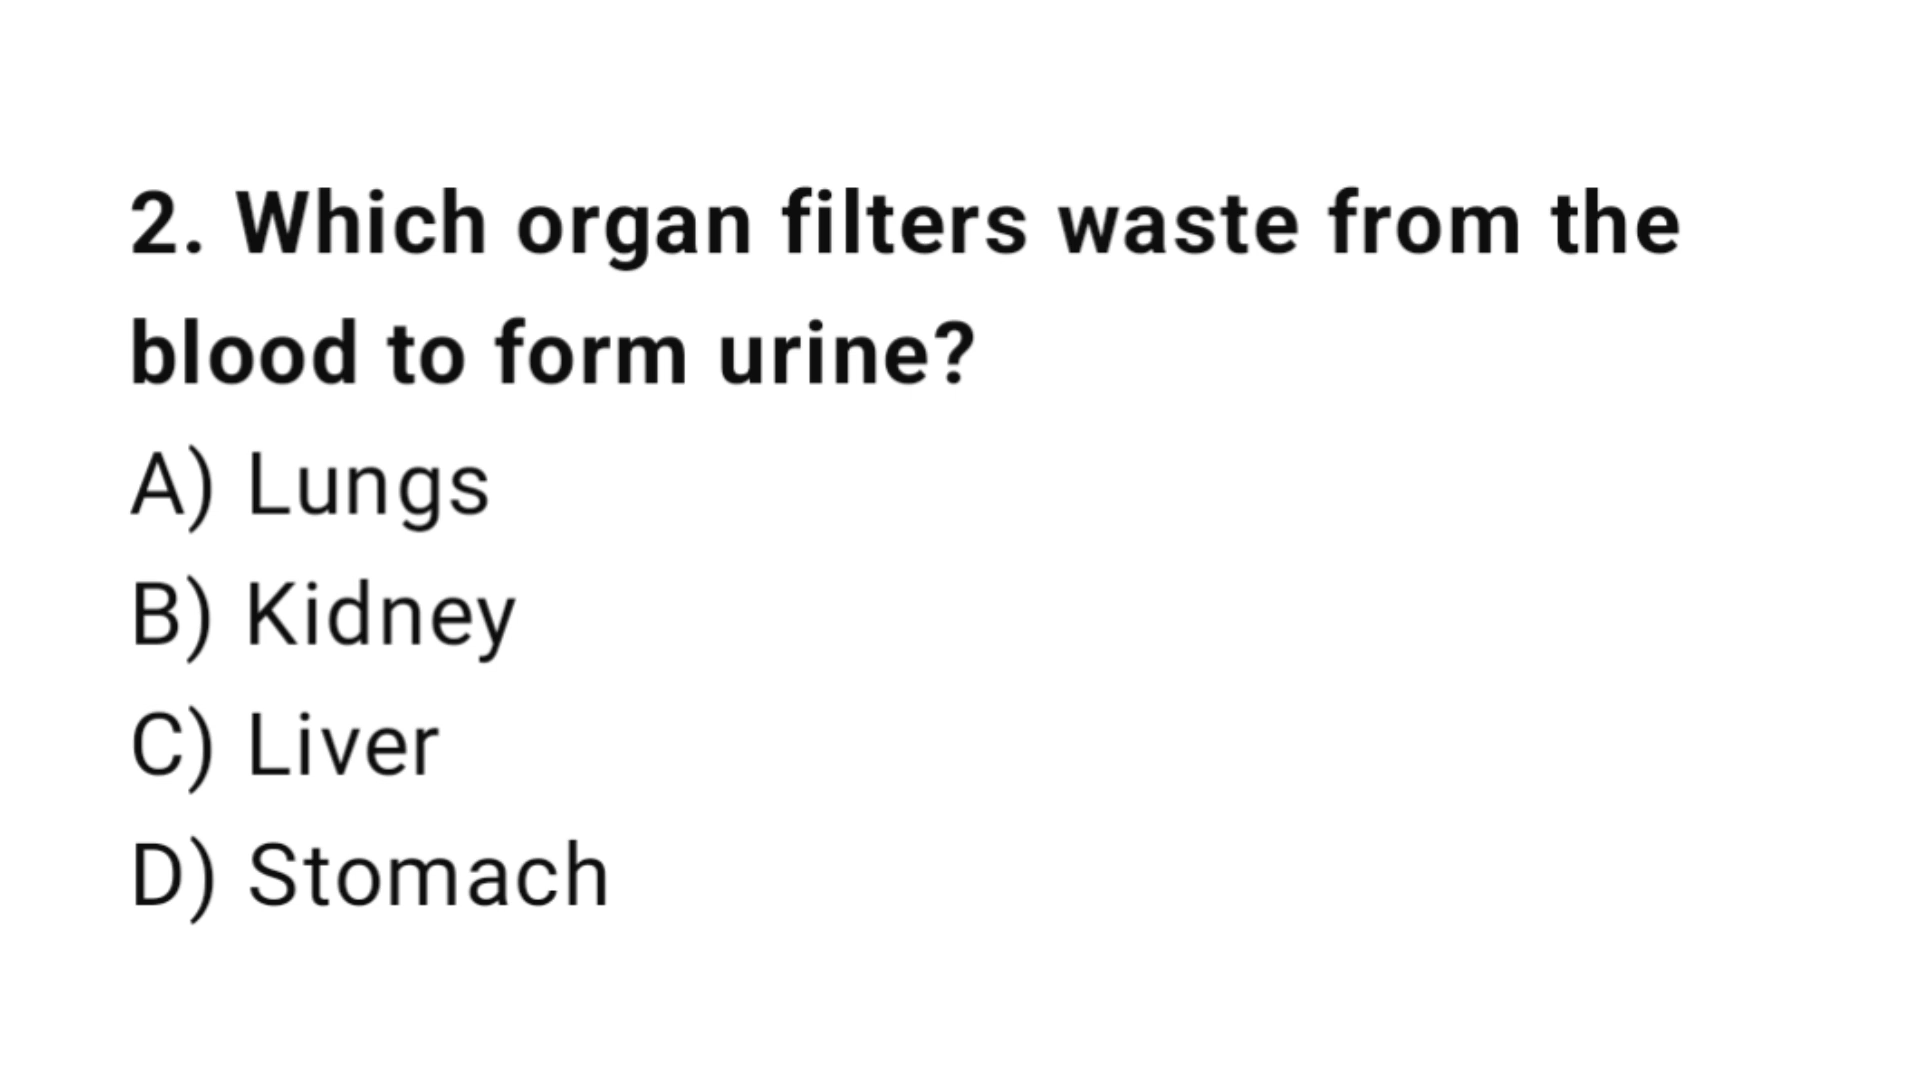 2. Which organ filters waste from the
blood to form urine?
A) Lungs
B) Kidney
C) Liver
D) Stomach